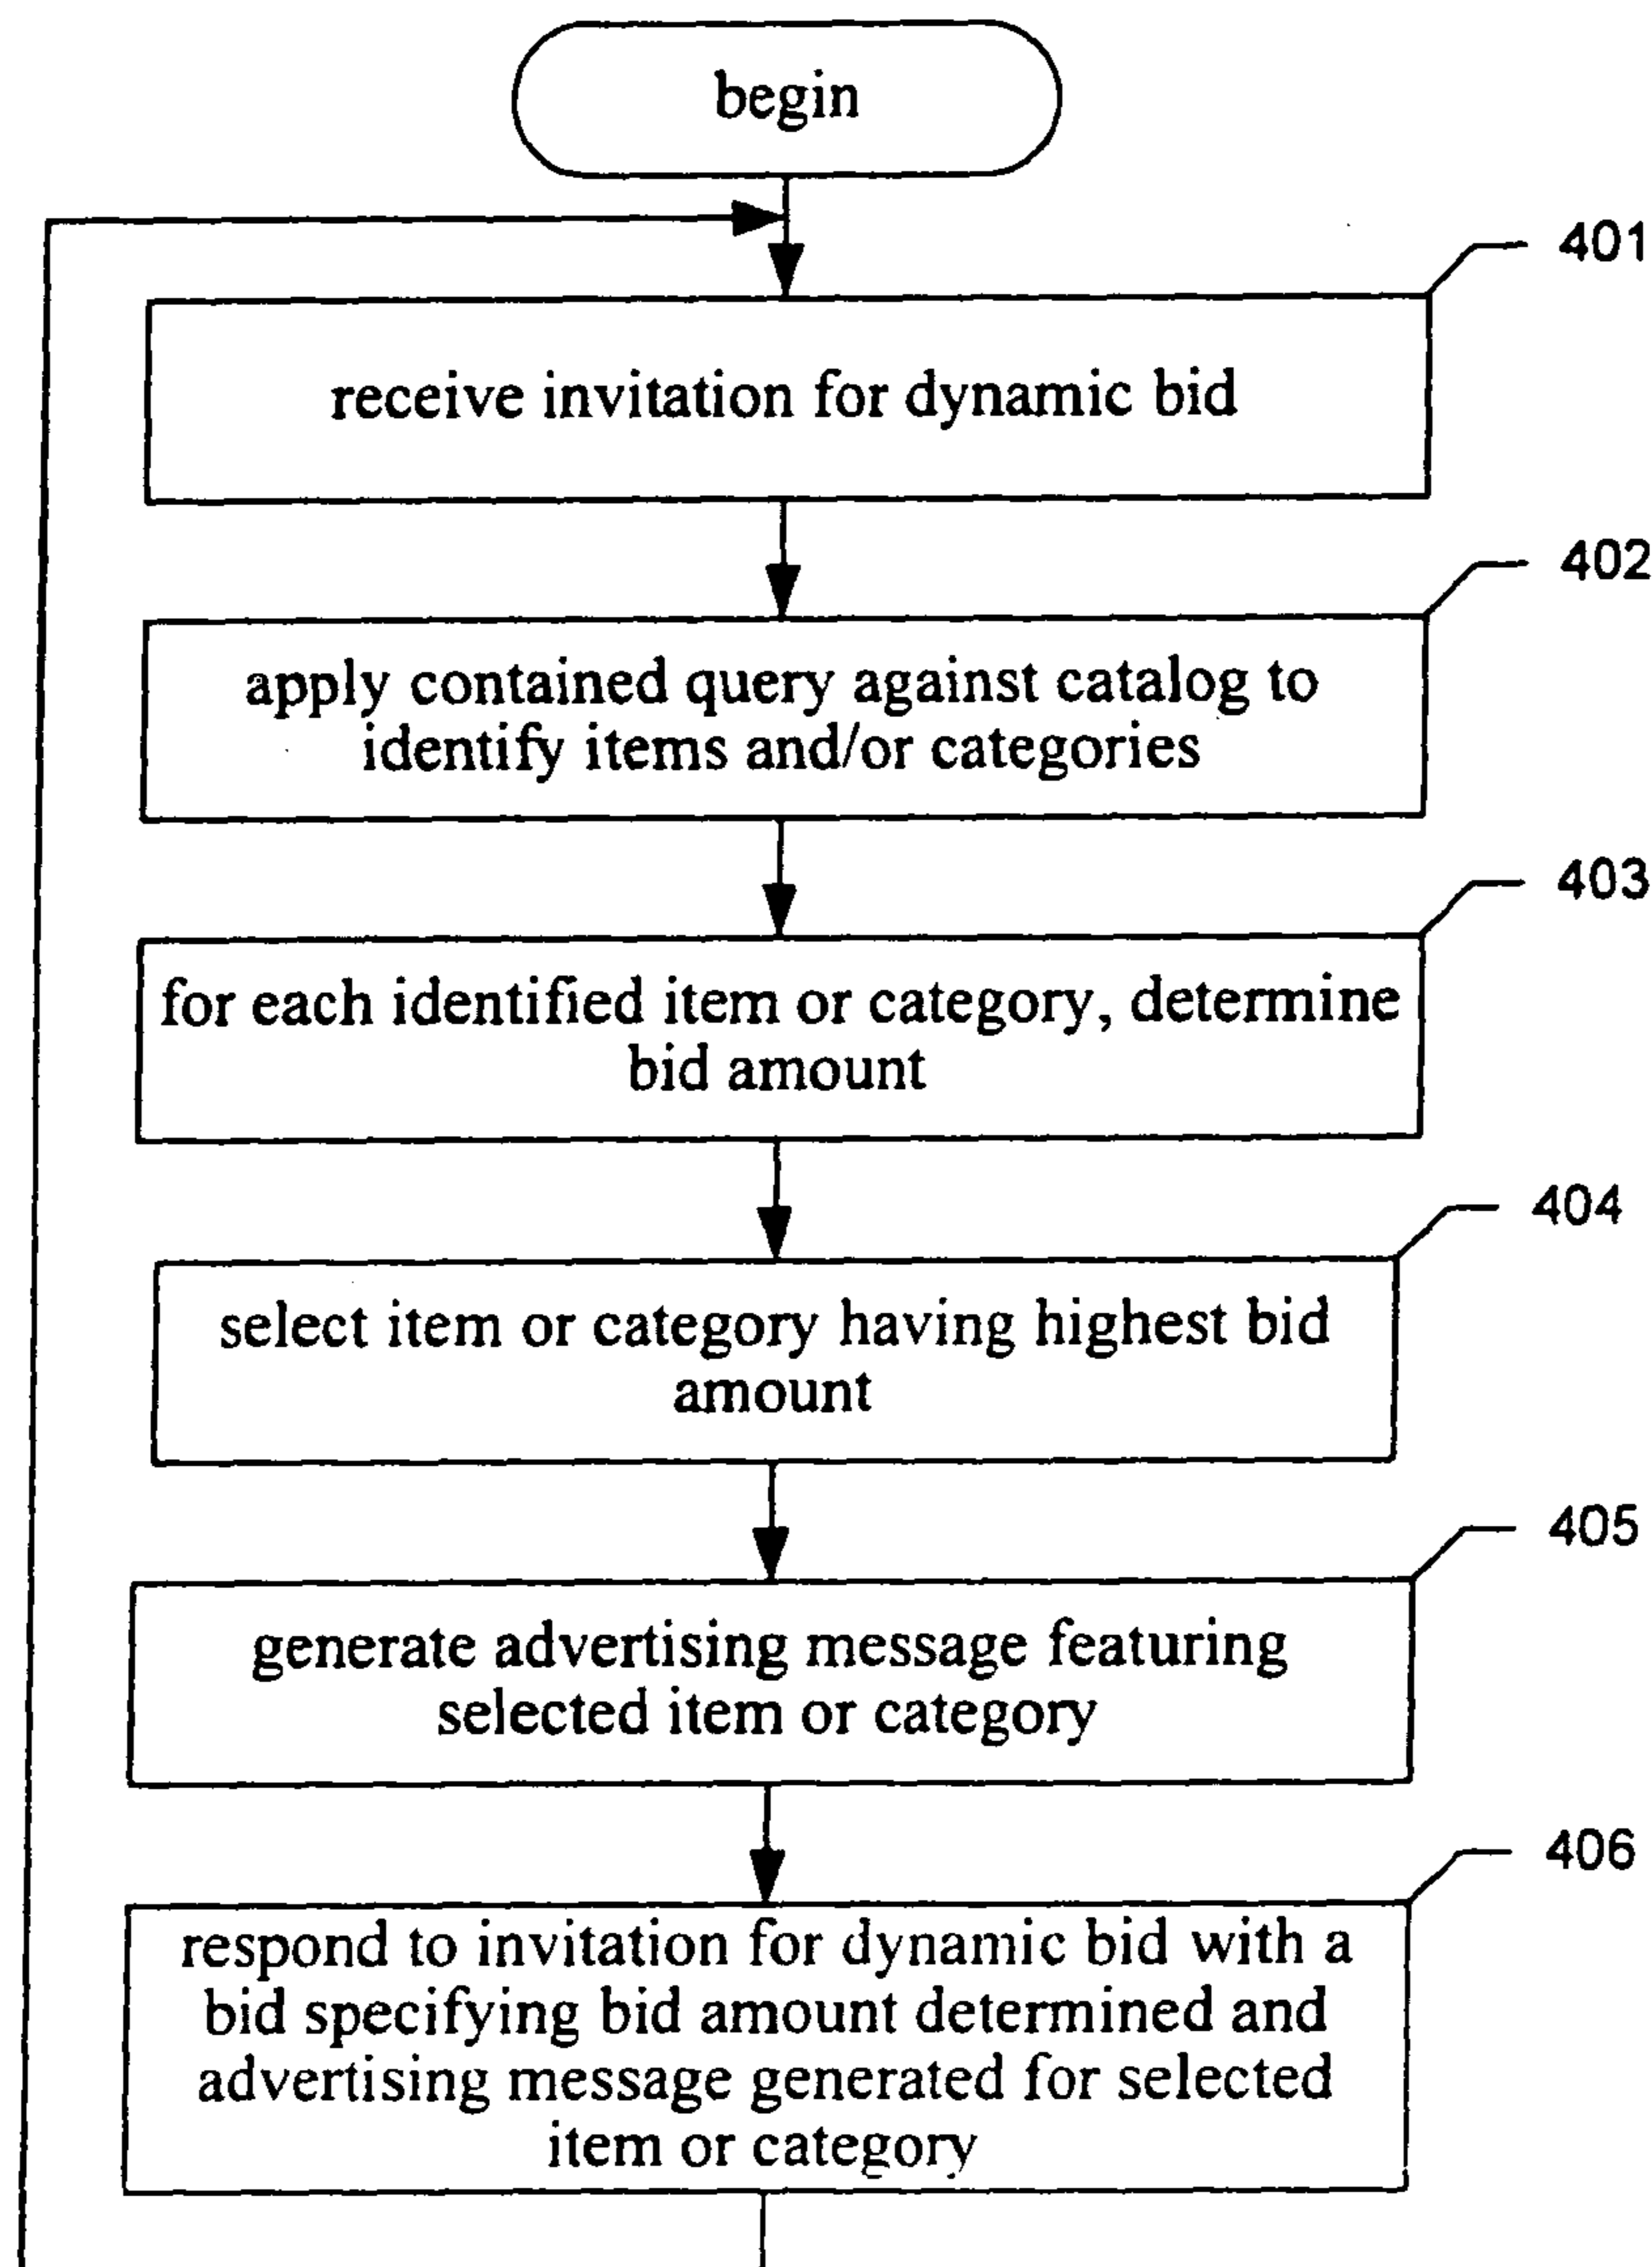 begin
401
receive invitation for dynamic bid
402
apply contained query against catalog to
identify items and/or categories
403
for each identified item or category, determine
bid amount
404
select item or category having highest bid
amount
405
generate advertising message featuring
selected item or category
406
respond to invitation for dynamic bid with a
bid specifying bid amount determined and
advertising message generated for selected
item or category